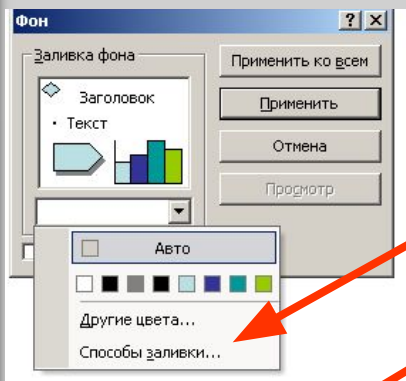 Фон
Заливка фона
Заголовок
• Текст
Применить ко всем
Применить
Отмена
Просмотр
Авто
Другие цвета...
Способы заливки...